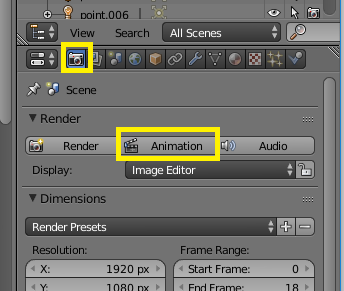 point.006
View Search All Scenes
Scene
Render
Render Animation Audio
Display: Image Editor
Dimensions
Render Presets
Resolution: Frame Range:
X: 1920 px Start Frame: 0
Y: 1080 px End Frame: 18